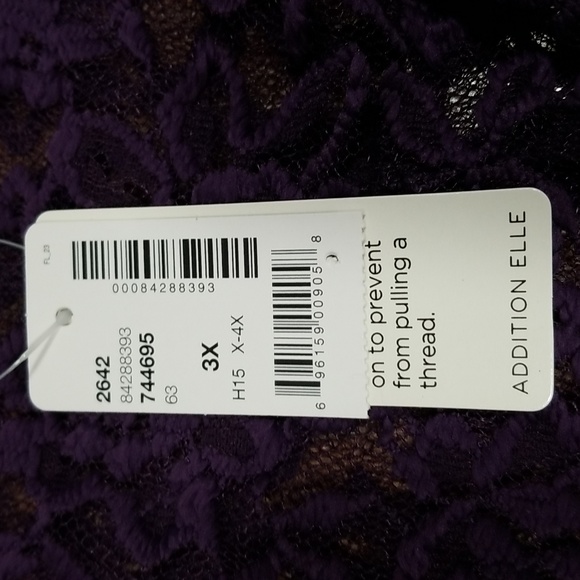 FL_23
00084288393
2642
84288393
744695
63
3X
H15 X-4X
6 96159 00905 8
on to prevent
from pulling a
thread.
ADDITION ELLE